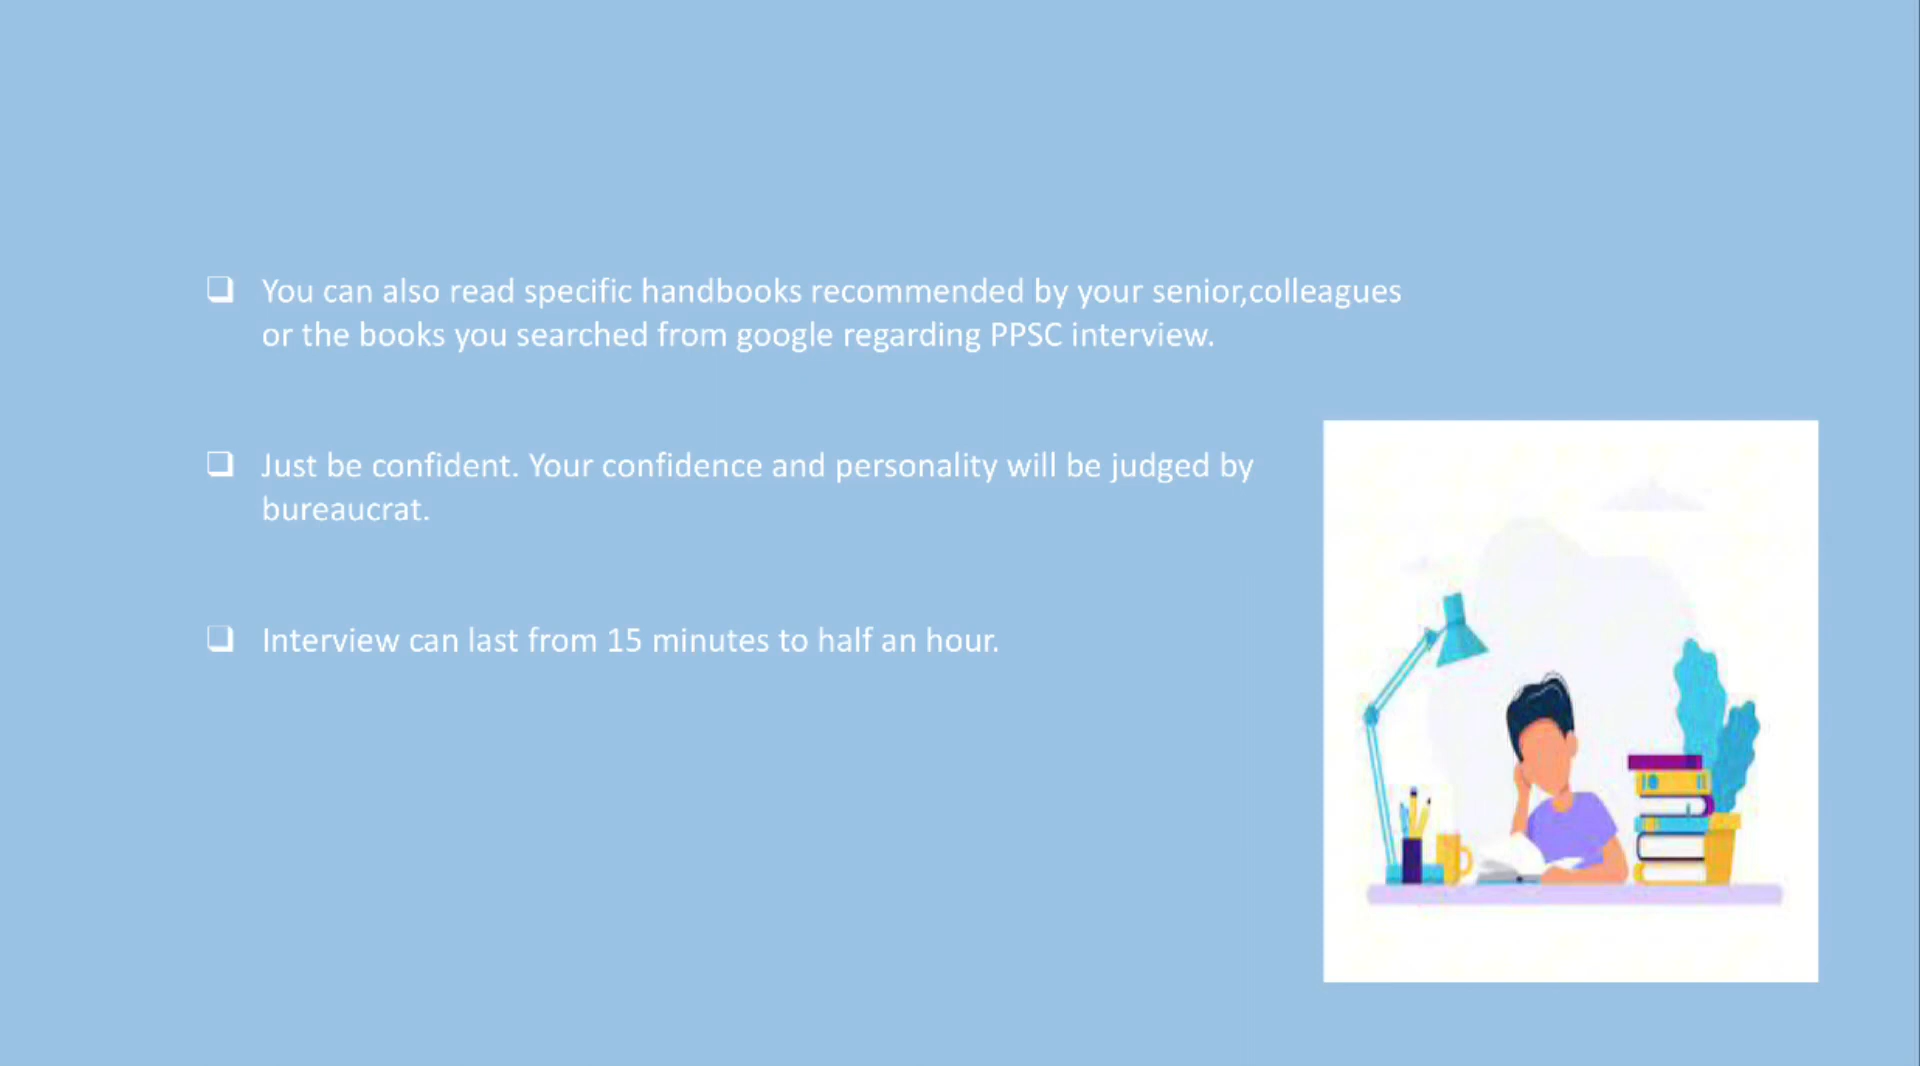 ❑ You can also read specific handbooks recommended by your senior,colleagues
or the books you searched from google regarding PPSC interview.
❑ Just be confident. Your confidence and personality will be judged by
bureaucrat.
❑ Interview can last from 15 minutes to half an hour.